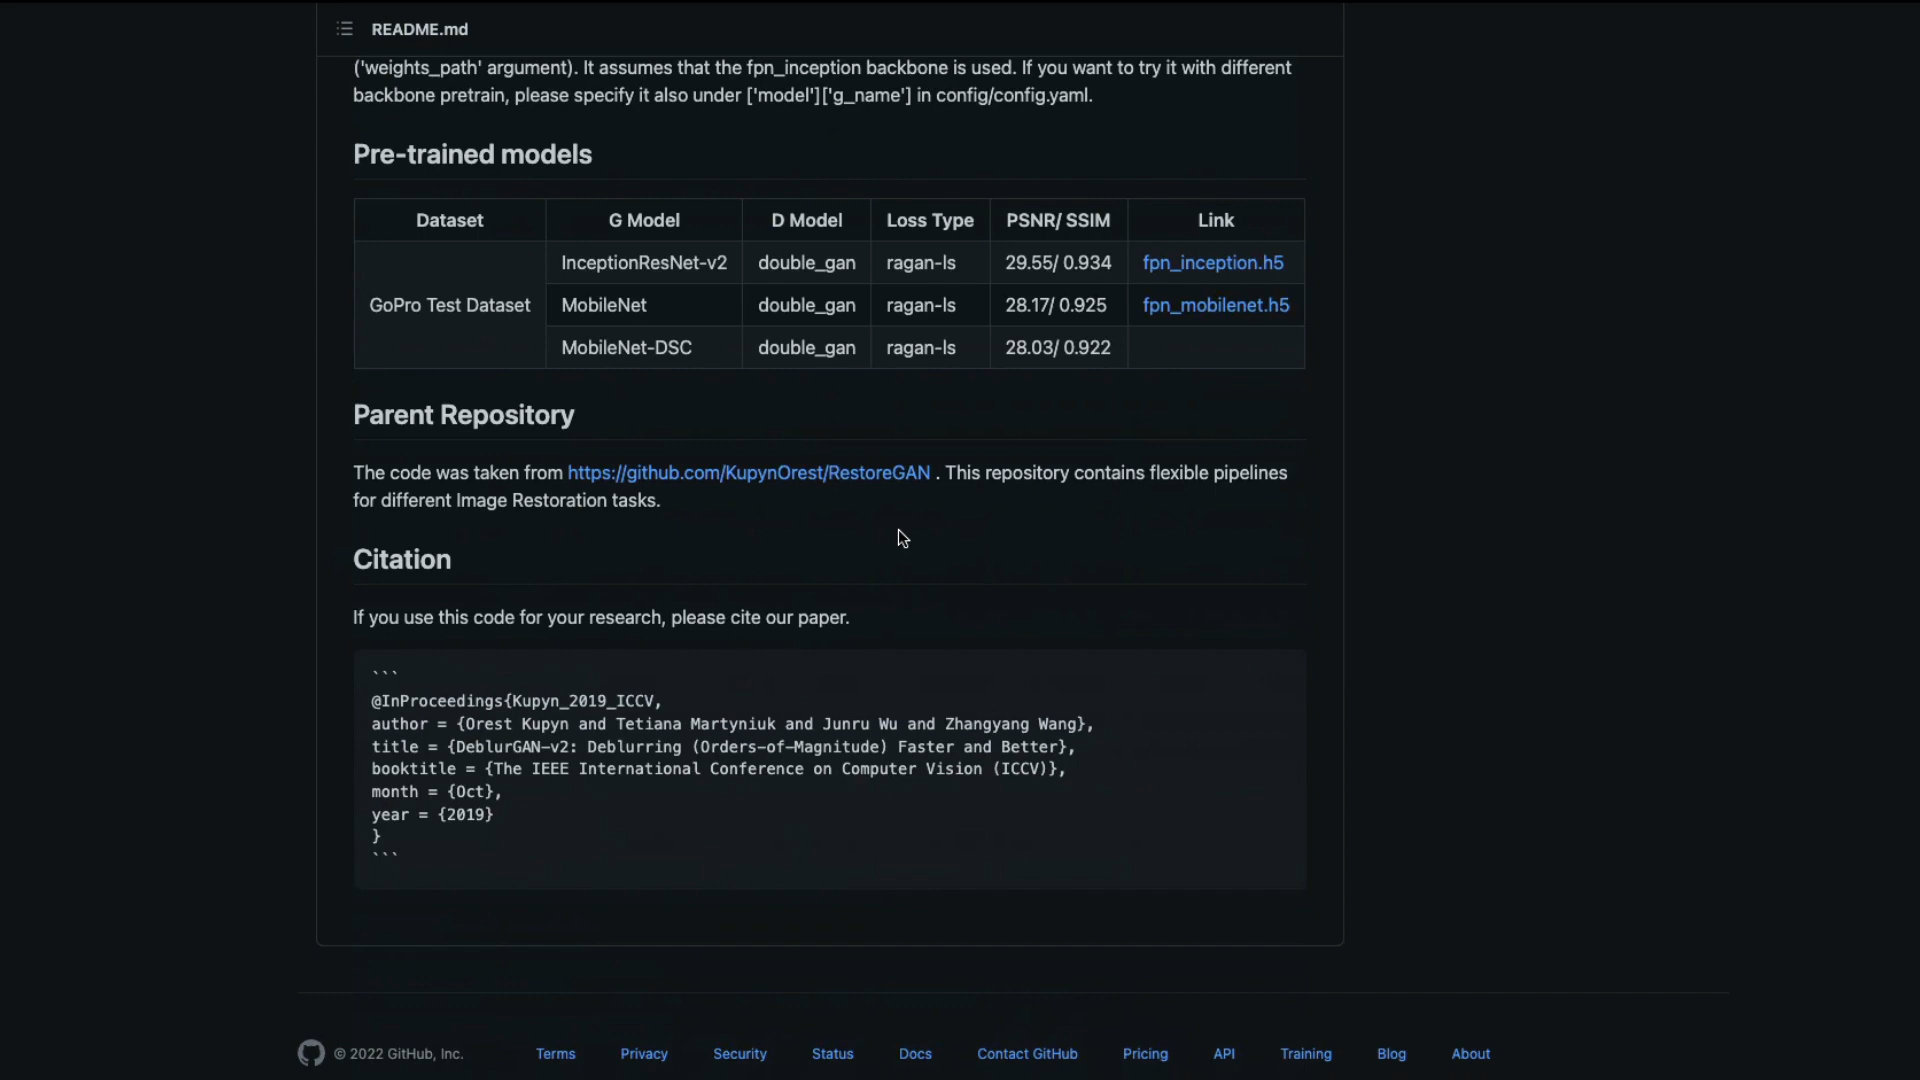 README.md
('weights_path' argument). It assumes that the fpn_inception backbone is used. If you want to try it with different
backbone pretrain, please specify it also under ['model']['g_name'] in config/config.yaml.
Pre-trained models
Dataset G Model D Model Loss Type PSNR/ SSIM Link
InceptionResNet-v2 double_gan ragan-ls 29.55/ 0.934 fpn_inception.h5
GoPro Test Dataset MobileNet double_gan ragan-ls 28.17/ 0.925 fpn_mobilenet.h5
MobileNet-DSC double_gan ragan-ls 28.03/ 0.922
Parent Repository
The code was taken from https://github.com/KupynOrest/RestoreGAN . This repository contains flexible pipelines
for different Image Restoration tasks.
Citation
If you use this code for your research, please cite our paper.
```
@InProceedings{Kupyn_2019_ICCV,
author = {Orest Kupyn and Tetiana Martyniuk and Junru Wu and Zhangyang Wang},
title = {DeblurGAN-v2: Deblurring (Orders-of-Magnitude) Faster and Better},
booktitle = {The IEEE International Conference on Computer Vision (ICCV)},
month = {Oct},
year = {2019}
}
```
© 2022 GitHub, Inc. Terms Privacy Security Status Docs Contact GitHub Pricing API Training Blog About